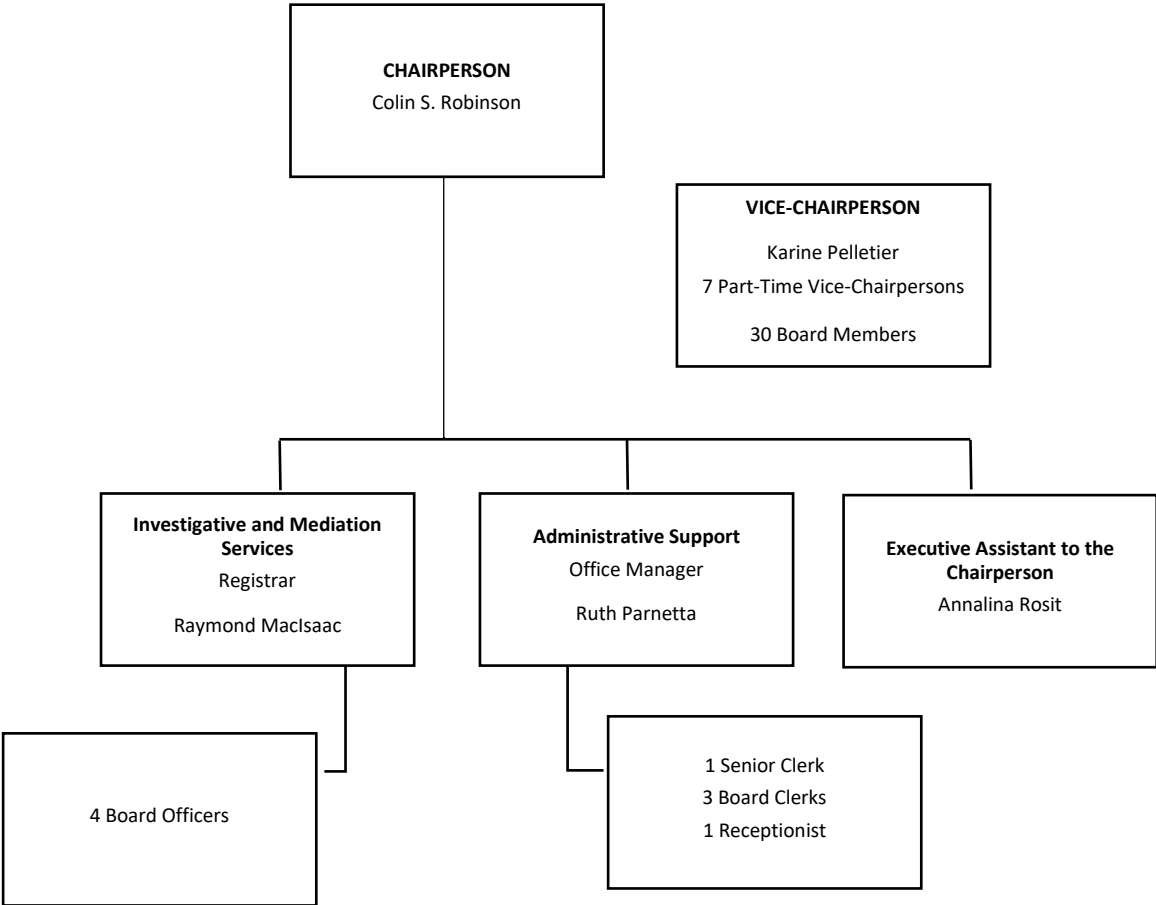 CHAIRPERSON
Colin S. Robinson
VICE-CHAIRPERSON
Karine Pelletier
7 Part-Time Vice-Chairpersons
30 Board Members
Investigative and Mediation
Services
Registrar
Raymond MacIsaac
Administrative Support
Office Manager
Ruth Parnetta
Executive Assistant to the
Chairperson
Annalina Rosit
4 Board Officers
1 Senior Clerk
3 Board Clerks
1 Receptionist